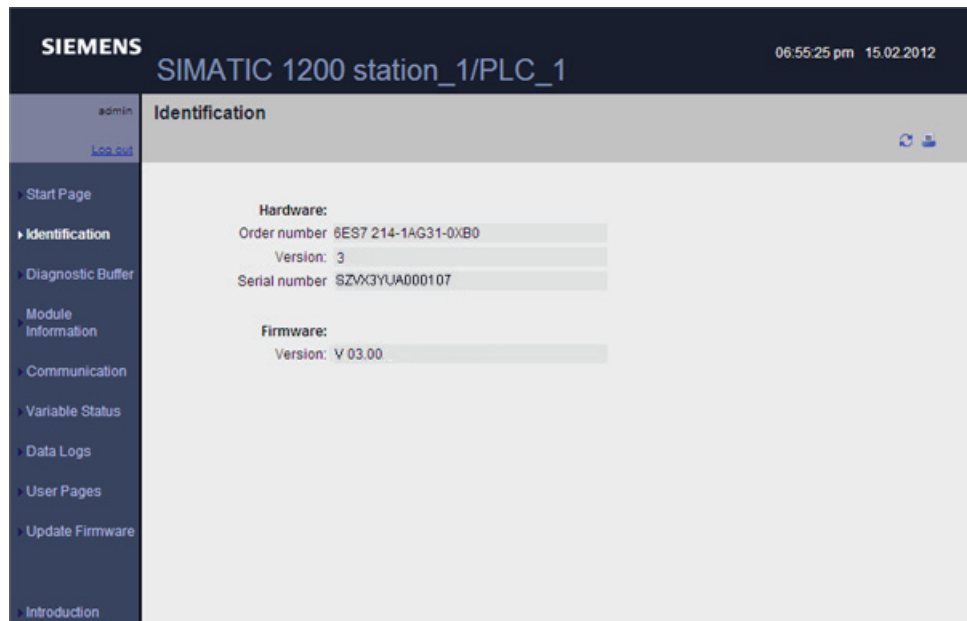 SIEMENS
SIMATIC 1200 station_1/PLC_1
06:55:25 pm 15.02.2012
admin
Log out
Identification
Start Page
Identification
Diagnostic Buffer
Module
Information
Communication
Variable Status
Data Logs
User Pages
Update Firmware
Introduction
Hardware:
Order number 6ES7 214-1AG31-0XB0
Version: 3
Serial number SZVX3YUA000107
Firmware:
Version: V 03.00